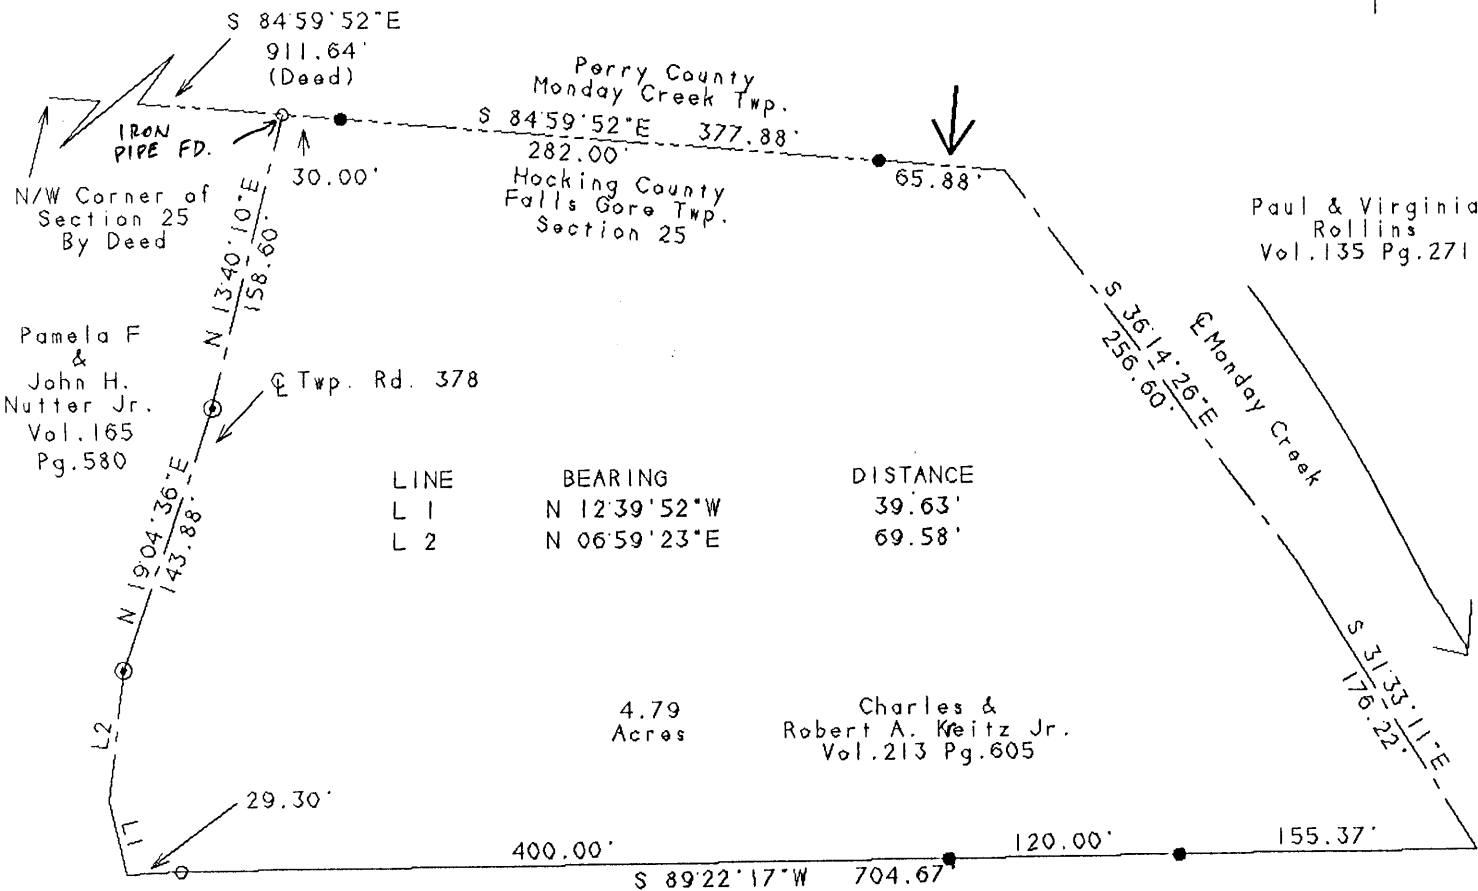 S 84°59'52"E
911.64'
(Deed)
Perry County
Monday Creek Twp.
S 84°59'52"E 377.88'
282.00'
Hocking County
Falls Gore Twp.
Section 25
IRON
PIPE FD.
30.00'
65.88'
N/W Corner of
Section 25
By Deed
N 13°40'10"E
158.60'
Paul & Virginia
Rollins
Vol.135 Pg.271
S 36°14'26"E
256.60'
℄ Monday Creek
Pamela F
&
John H.
Nutter Jr.
Vol.165
Pg.580
℄ Twp. Rd. 378
N 19°04'36"E
143.88'
LINE BEARING DISTANCE
L 1 N 12°39'52"W 39.63'
L 2 N 06°59'23"E 69.58'
S 31°33'11"E
176.22'
L2
4.79
Acres
Charles &
Robert A. Kreitz Jr.
Vol.213 Pg.605
L1
29.30'
400.00'
120.00'
155.37'
S 89°22'17"W 704.67'